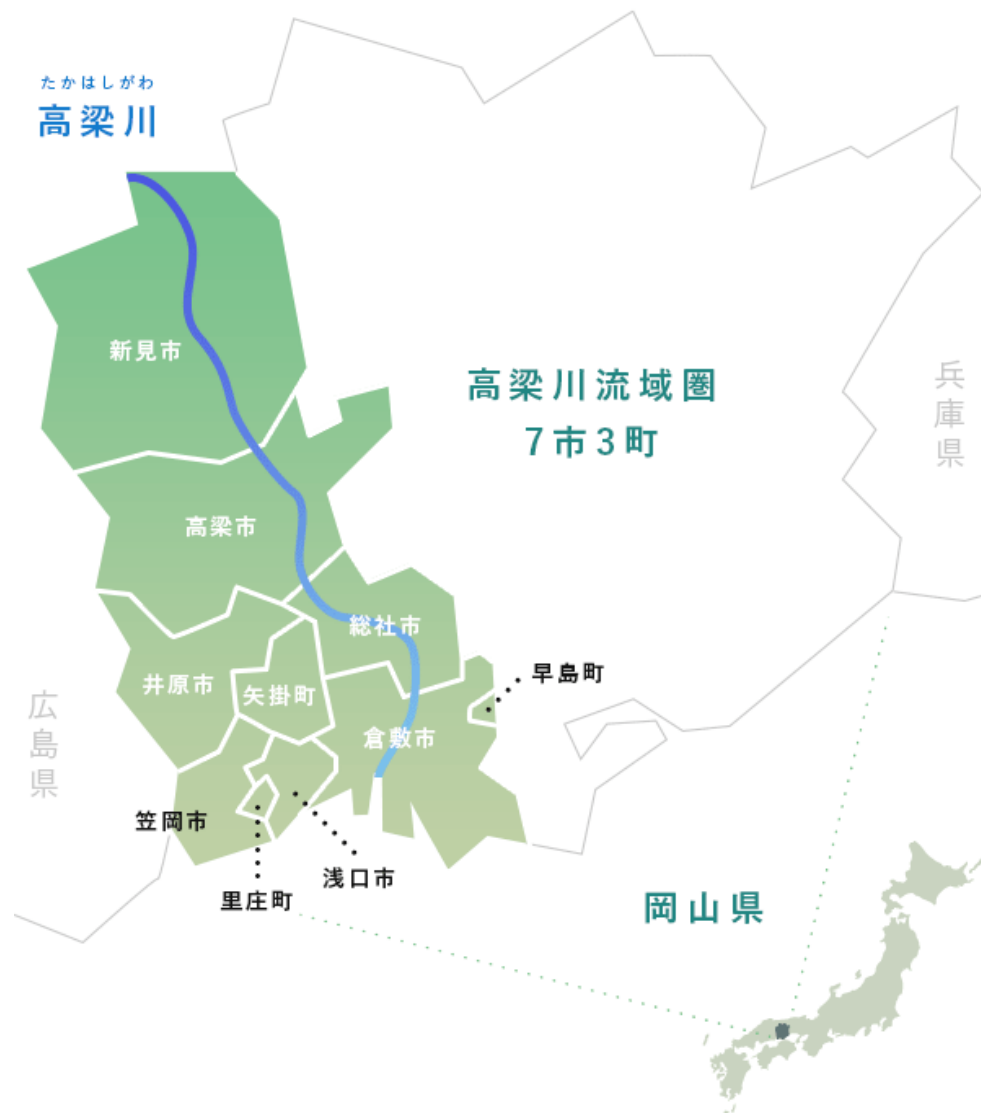 たかはしがわ
高梁川
新見市
高梁川流域圏
7市3町
兵庫県
高梁市
総社市
早島町
井原市
矢掛町
広島県
倉敷市
笠岡市
浅口市
里庄町
岡山県